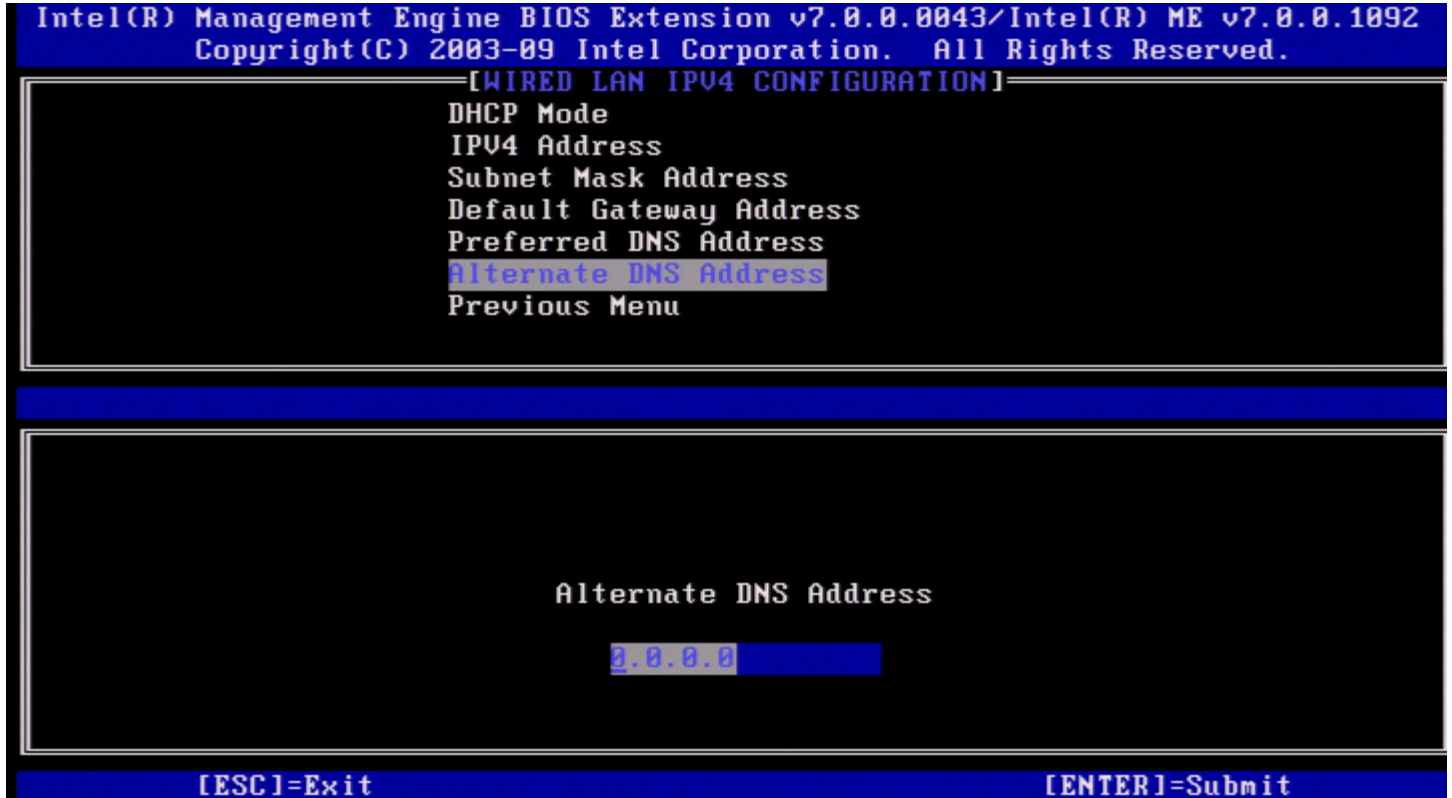 Intel(R) Management Engine BIOS Extension v7.0.0.0043/Intel(R) ME v7.0.0.1092
Copyright(C) 2003-09 Intel Corporation. All Rights Reserved.
[WIRED LAN IPV4 CONFIGURATION]
DHCP Mode
IPV4 Address
Subnet Mask Address
Default Gateway Address
Preferred DNS Address
Alternate DNS Address
Previous Menu
Alternate DNS Address
0.0.0.0
[ESC]=Exit [ENTER]=Submit